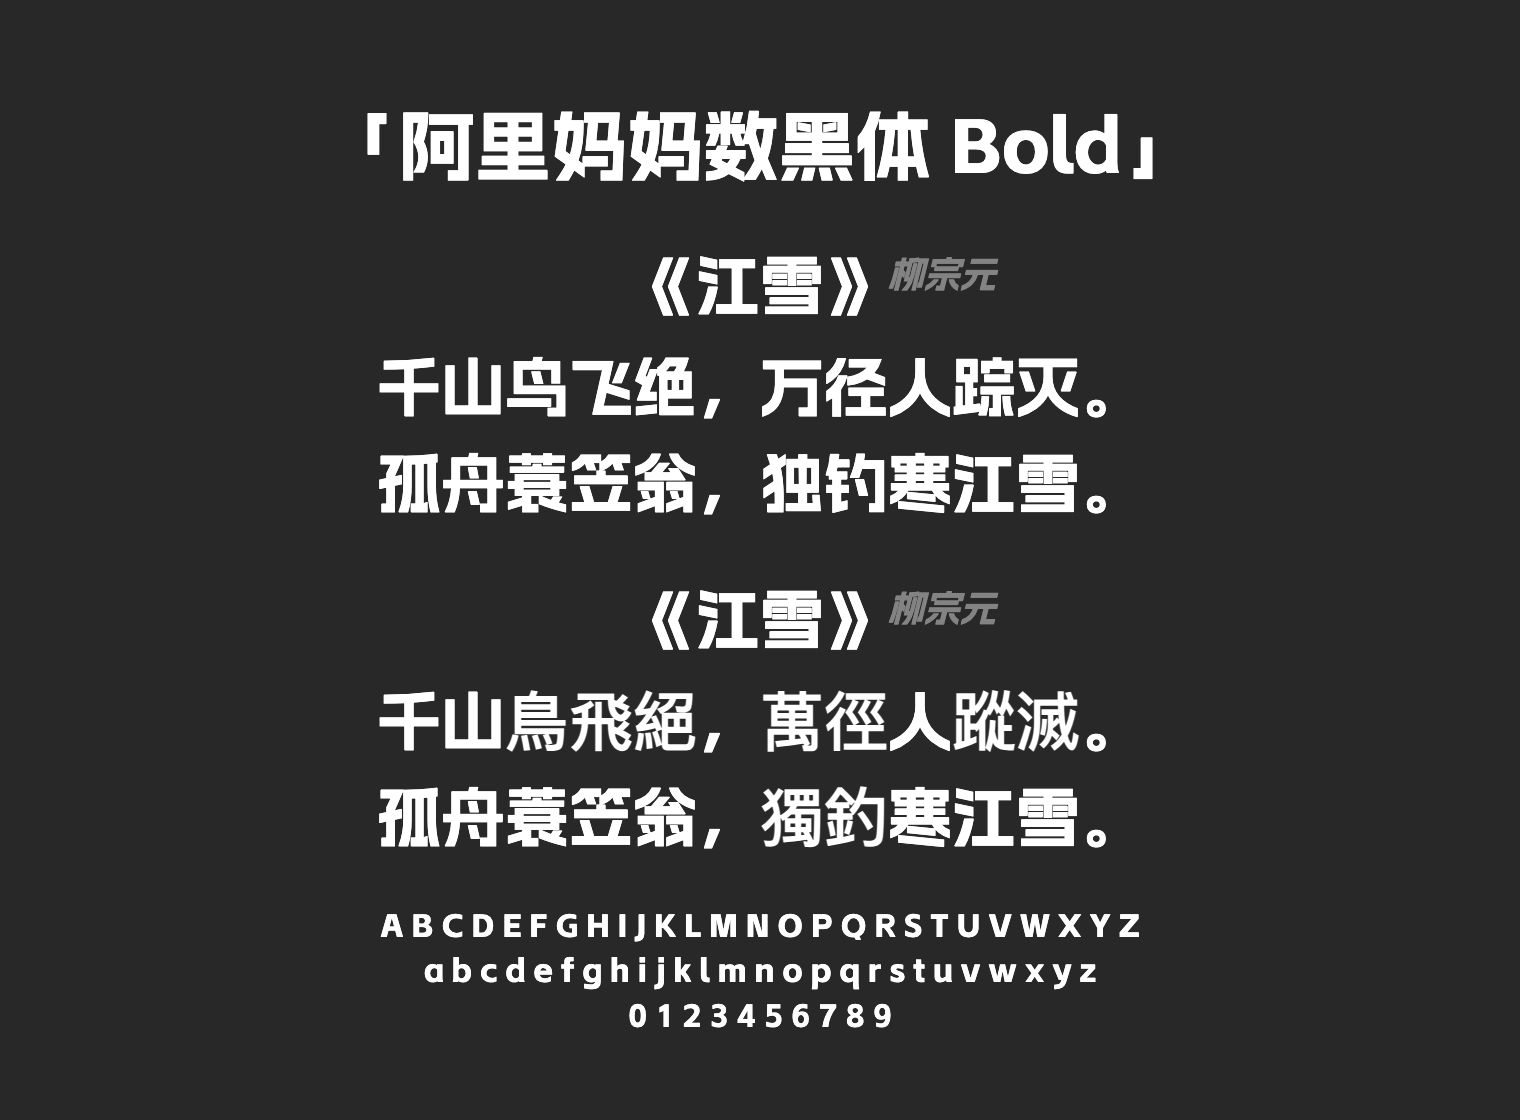 「阿里妈妈数黑体 Bold」
《江雪》柳宗元
千山鸟飞绝，万径人踪灭。
孤舟蓑笠翁，独钓寒江雪。
《江雪》柳宗元
千山鳥飛絕，萬徑人蹤滅。
孤舟蓑笠翁，獨釣寒江雪。
A B C D E F G H I J K L M N O P Q R S T U V W X Y Z
a b c d e f g h i j k l m n o p q r s t u v w x y z
0 1 2 3 4 5 6 7 8 9